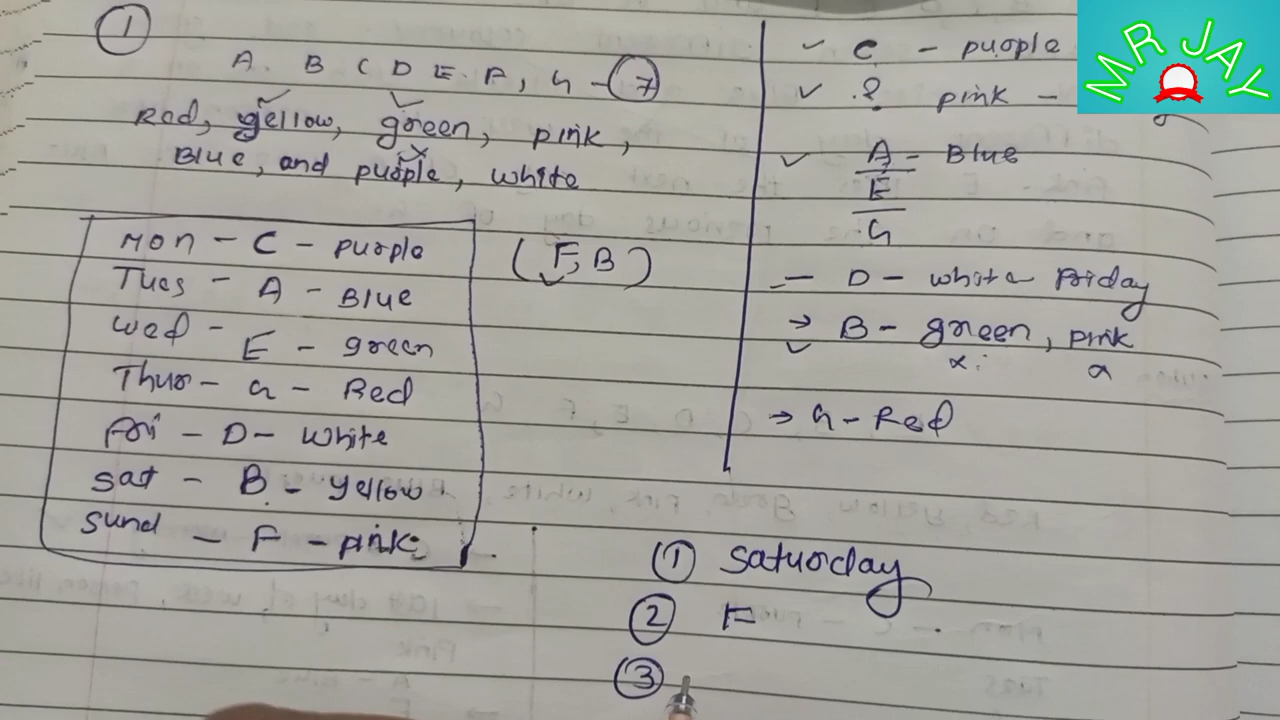 1
A B C D E F, G - 7
Red, yellow, green, pink,
Blue, and purple, white
Mon - C - purple
Tues - A - Blue
Wed - E - green
Thur - G - Red
Fri - D - White
Sat - B - yellow
Sund - F - pink
(F, B)
✓ C - purple
✓ ? pink -
✓ A - Blue
E
G
- D - white Friday
→ B - green, pink
✓ x x
→ G - Red
1 Saturday
2 F
3
MR JAY